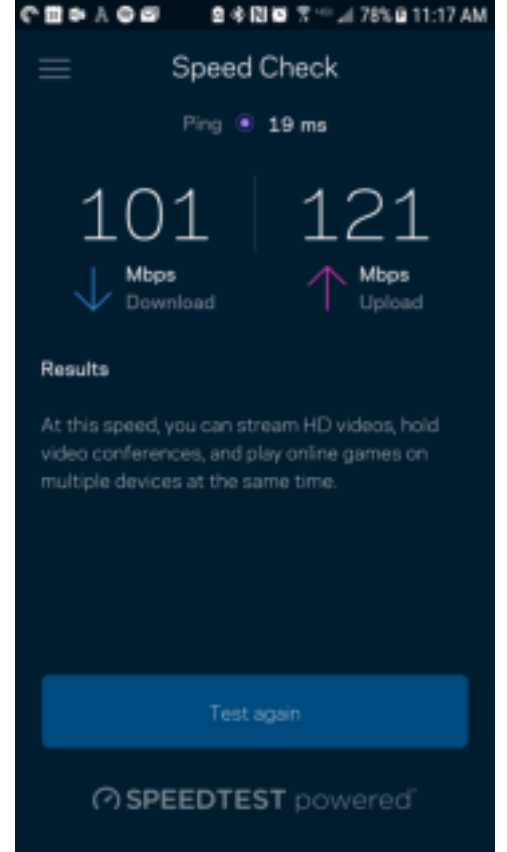 78% 11:17 AM
Speed Check
Ping 19 ms
101 121
Mbps Mbps
Download Upload
Results
At this speed, you can stream HD videos, hold
video conferences, and play online games on
multiple devices at the same time.
Test again
SPEEDTEST powered